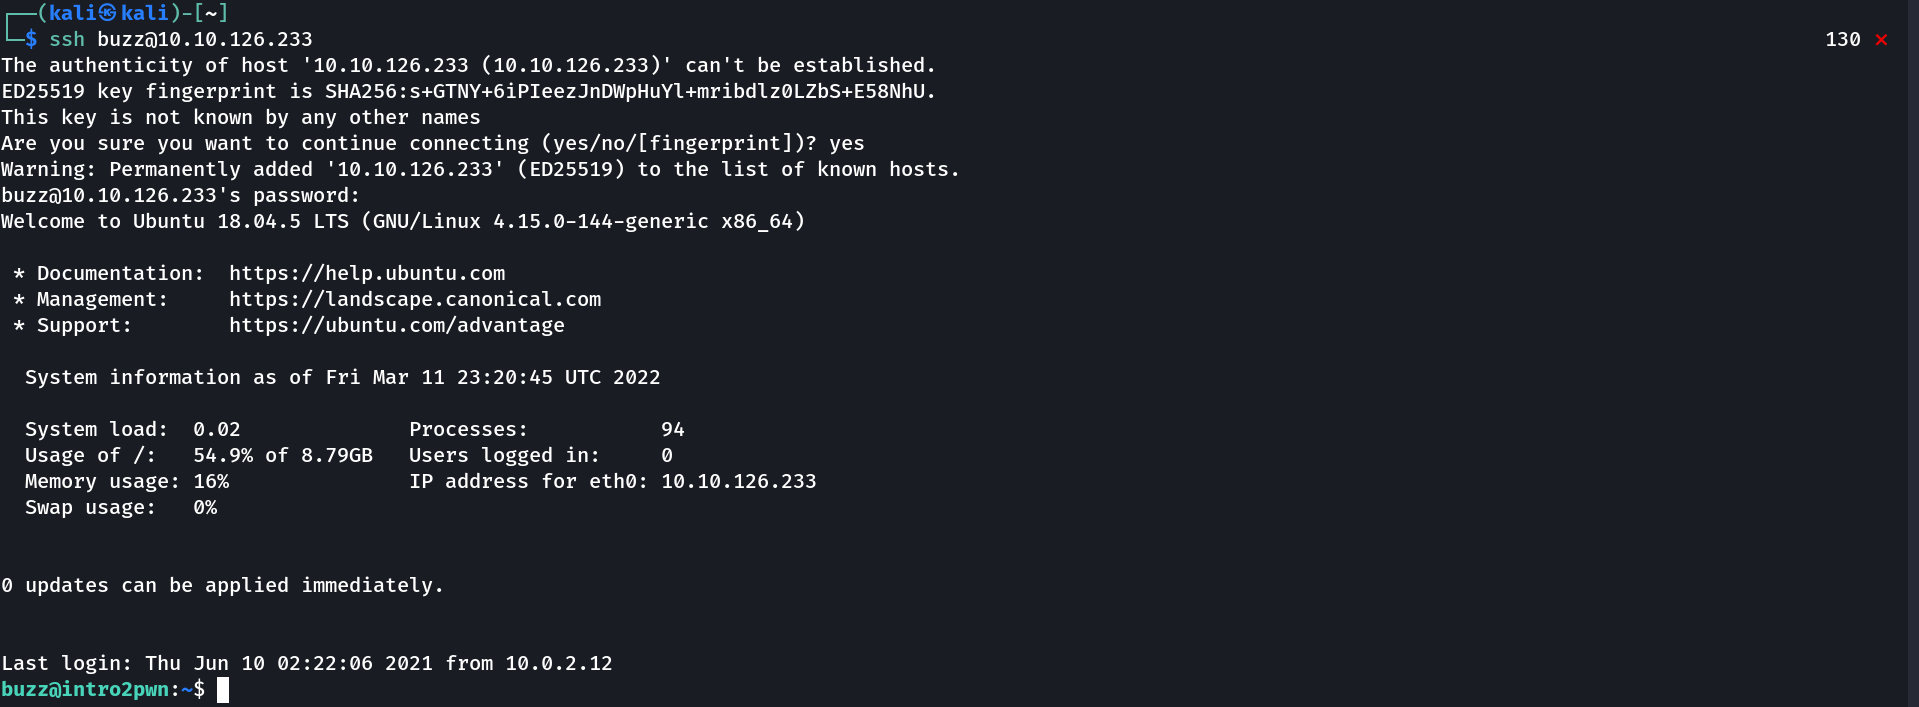 ┌──(kali㉿kali)-[~]
└─$ ssh buzz@10.10.126.233 130 ⨯
The authenticity of host '10.10.126.233 (10.10.126.233)' can't be established.
ED25519 key fingerprint is SHA256:s+GTNY+6iPIeezJnDWpHuYl+mribdlz0LZbS+E58NhU.
This key is not known by any other names
Are you sure you want to continue connecting (yes/no/[fingerprint])? yes
Warning: Permanently added '10.10.126.233' (ED25519) to the list of known hosts.
buzz@10.10.126.233's password:
Welcome to Ubuntu 18.04.5 LTS (GNU/Linux 4.15.0-144-generic x86_64)
* Documentation:  https://help.ubuntu.com
* Management:     https://landscape.canonical.com
* Support:        https://ubuntu.com/advantage
System information as of Fri Mar 11 23:20:45 UTC 2022
System load:  0.02              Processes:           94
Usage of /:   54.9% of 8.79GB   Users logged in:     0
Memory usage: 16%               IP address for eth0: 10.10.126.233
Swap usage:   0%
0 updates can be applied immediately.
Last login: Thu Jun 10 02:22:06 2021 from 10.0.2.12
buzz@intro2pwn:~$